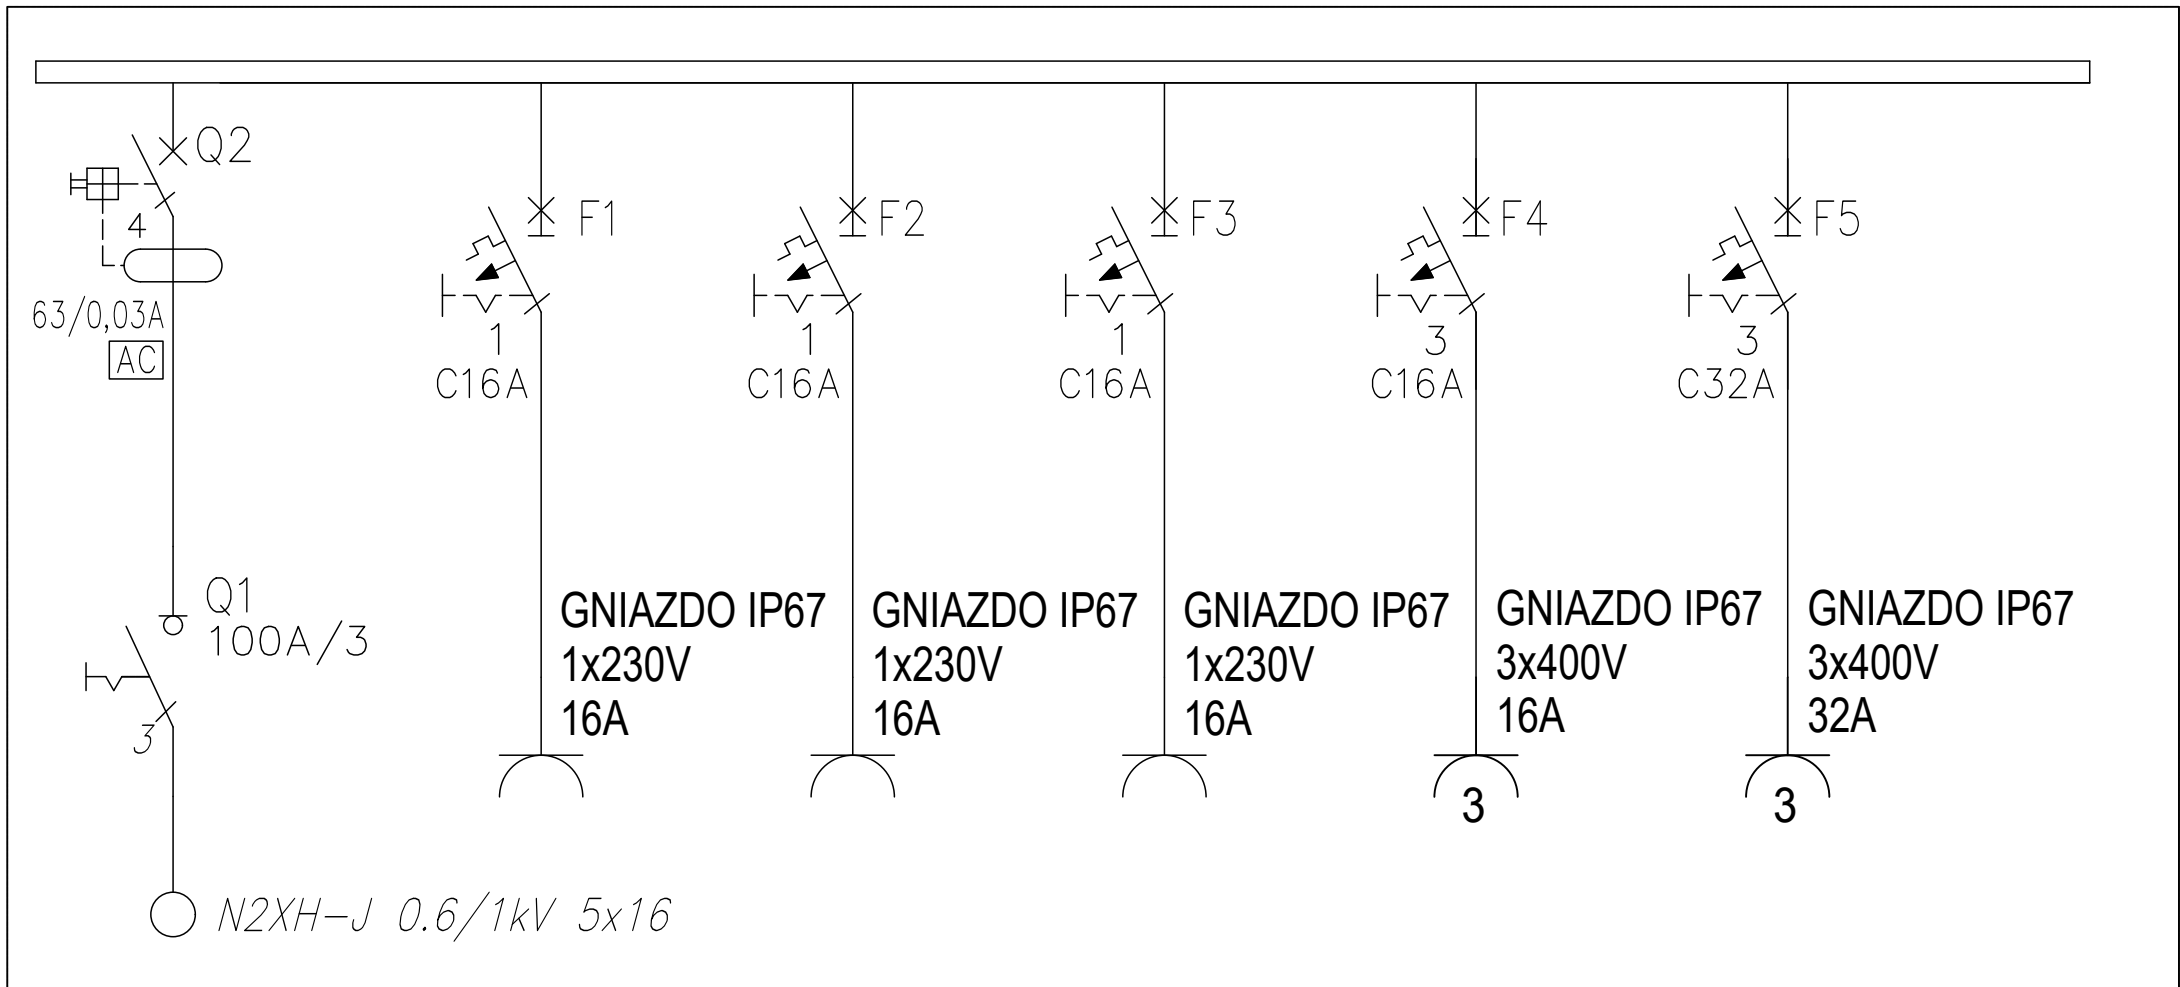 Q2
4
63/0,03A
AC
Q1
100A/3
3
N2XH-J 0.6/1kV 5x16
F1
1
C16A
GNIAZDO IP67
1x230V
16A
F2
1
C16A
GNIAZDO IP67
1x230V
16A
F3
1
C16A
GNIAZDO IP67
1x230V
16A
F4
3
C16A
GNIAZDO IP67
3x400V
16A
3
F5
3
C32A
GNIAZDO IP67
3x400V
32A
3